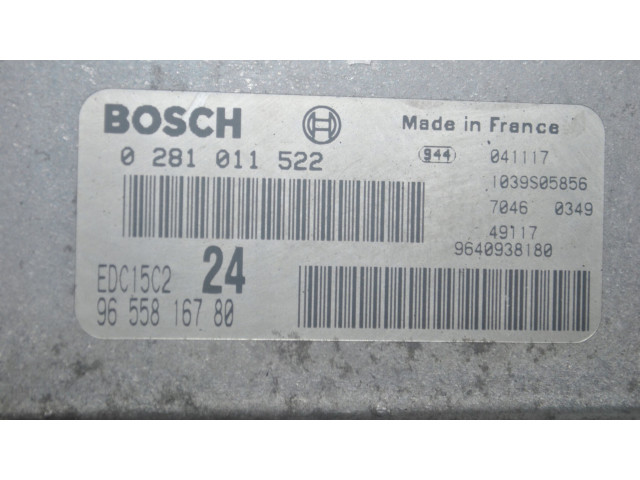 BOSCH
Made in France
0 281 011 522
944 041117
1039S05856
7046 0349
49117
9640938180
EDC15C2 24
96 558 167 80